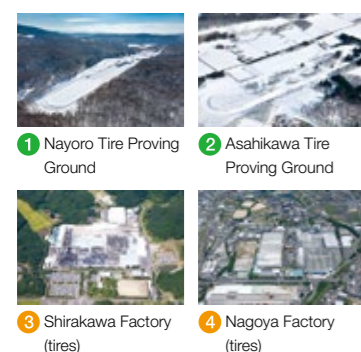 1 Nayoro Tire Proving
Ground
2 Asahikawa Tire
Proving Ground
3 Shirakawa Factory
(tires)
4 Nagoya Factory
(tires)